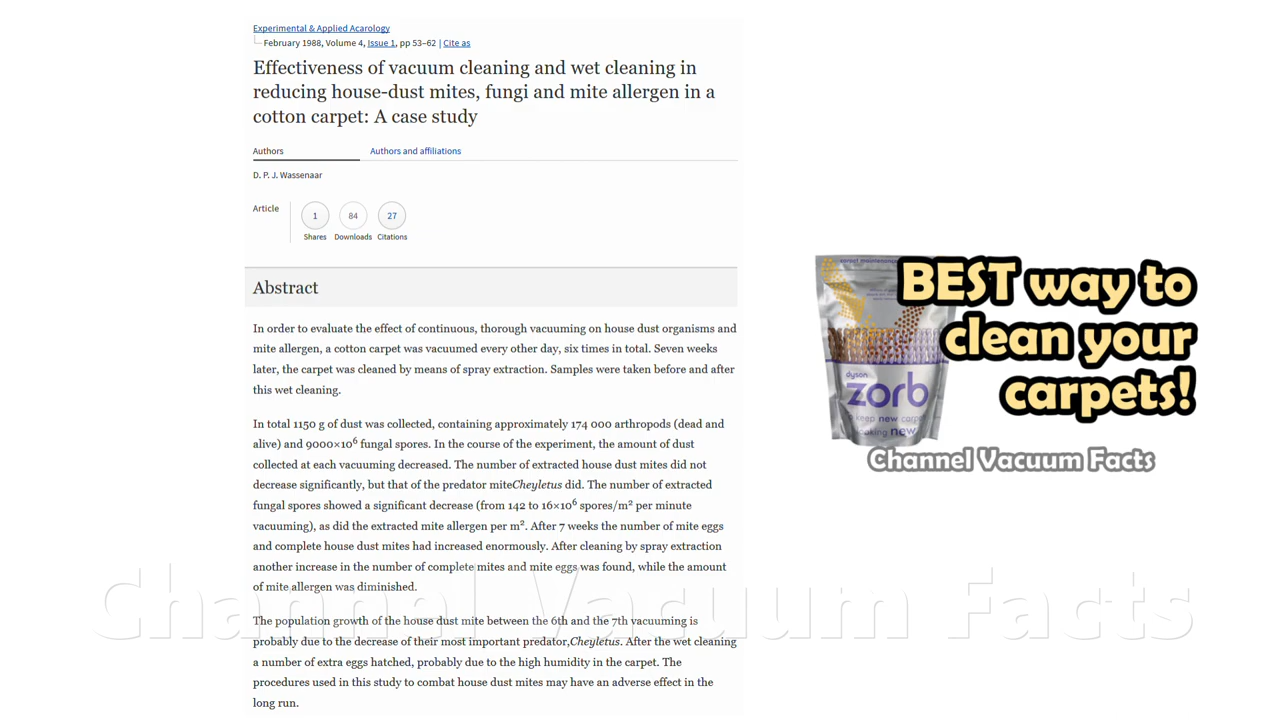 Experimental & Applied Acarology
February 1988, Volume 4, Issue 1, pp 53–62 | Cite as
Effectiveness of vacuum cleaning and wet cleaning in
reducing house-dust mites, fungi and mite allergen in a
cotton carpet: A case study
Authors
Authors and affiliations
D. P. J. Wassenaar
Article
1
84
27
Shares
Downloads
Citations
Abstract
In order to evaluate the effect of continuous, thorough vacuuming on house dust organisms and
mite allergen, a cotton carpet was vacuumed every other day, six times in total. Seven weeks
later, the carpet was cleaned by means of spray extraction. Samples were taken before and after
this wet cleaning.
In total 1150 g of dust was collected, containing approximately 174 000 arthropods (dead and
alive) and 9000×10⁶ fungal spores. In the course of the experiment, the amount of dust
collected at each vacuuming decreased. The number of extracted house dust mites did not
decrease significantly, but that of the predator miteCheyletus did. The number of extracted
fungal spores showed a significant decrease (from 142 to 16×10⁶ spores/m² per minute
vacuuming), as did the extracted mite allergen per m². After 7 weeks the number of mite eggs
and complete house dust mites had increased enormously. After cleaning by spray extraction
another increase in the number of complete mites and mite eggs was found, while the amount
of mite allergen was diminished.
The population growth of the house dust mite between the 6th and the 7th vacuuming is
probably due to the decrease of their most important predator,Cheyletus. After the wet cleaning
a number of extra eggs hatched, probably due to the high humidity in the carpet. The
procedures used in this study to combat house dust mites may have an adverse effect in the
long run.
BEST way to
clean your
carpets!
dyson
zorb
keep new carp
looking new
Channel Vacuum Facts
Channel Vacuum Facts